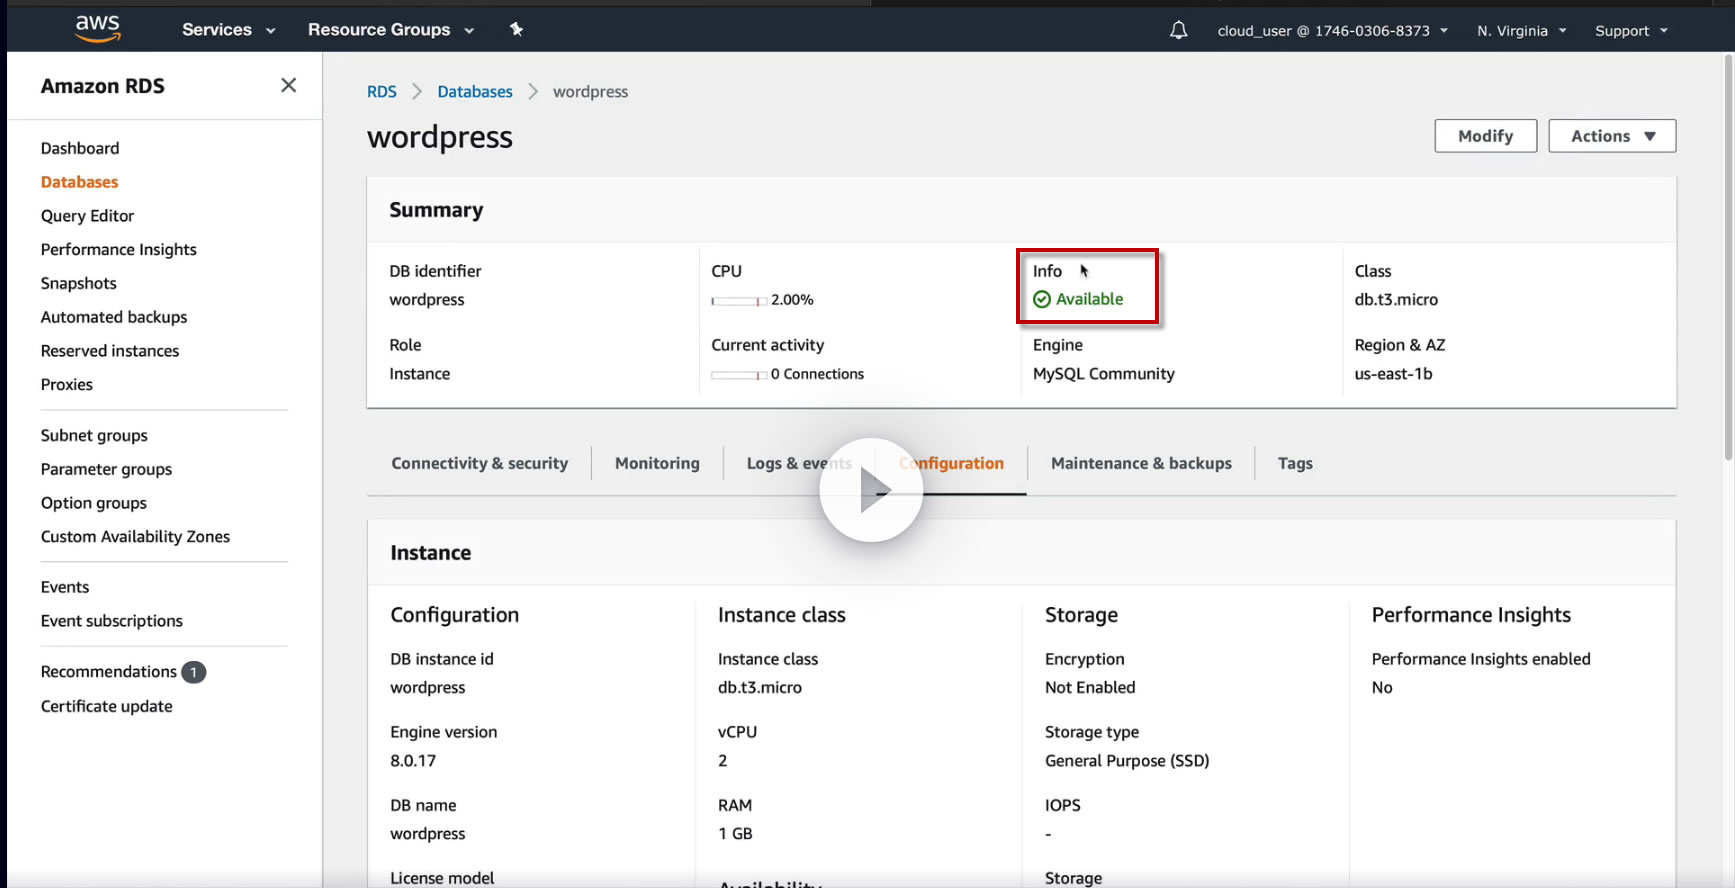 aws Services Resource Groups cloud_user @ 1746-0306-8373 N. Virginia Support
Amazon RDS
Dashboard
Databases
Query Editor
Performance Insights
Snapshots
Automated backups
Reserved instances
Proxies
Subnet groups
Parameter groups
Option groups
Custom Availability Zones
Events
Event subscriptions
Recommendations 1
Certificate update
RDS Databases wordpress
wordpress
Modify Actions
Summary
DB identifier CPU Info Class
wordpress 2.00% Available db.t3.micro
Role Current activity Engine Region & AZ
Instance 0 Connections MySQL Community us-east-1b
Connectivity & security Monitoring Logs & events Configuration Maintenance & backups Tags
Instance
Configuration Instance class Storage Performance Insights
DB instance id Instance class Encryption Performance Insights enabled
wordpress db.t3.micro Not Enabled No
Engine version vCPU Storage type
8.0.17 2 General Purpose (SSD)
DB name RAM IOPS
wordpress 1 GB -
License model Availability Storage